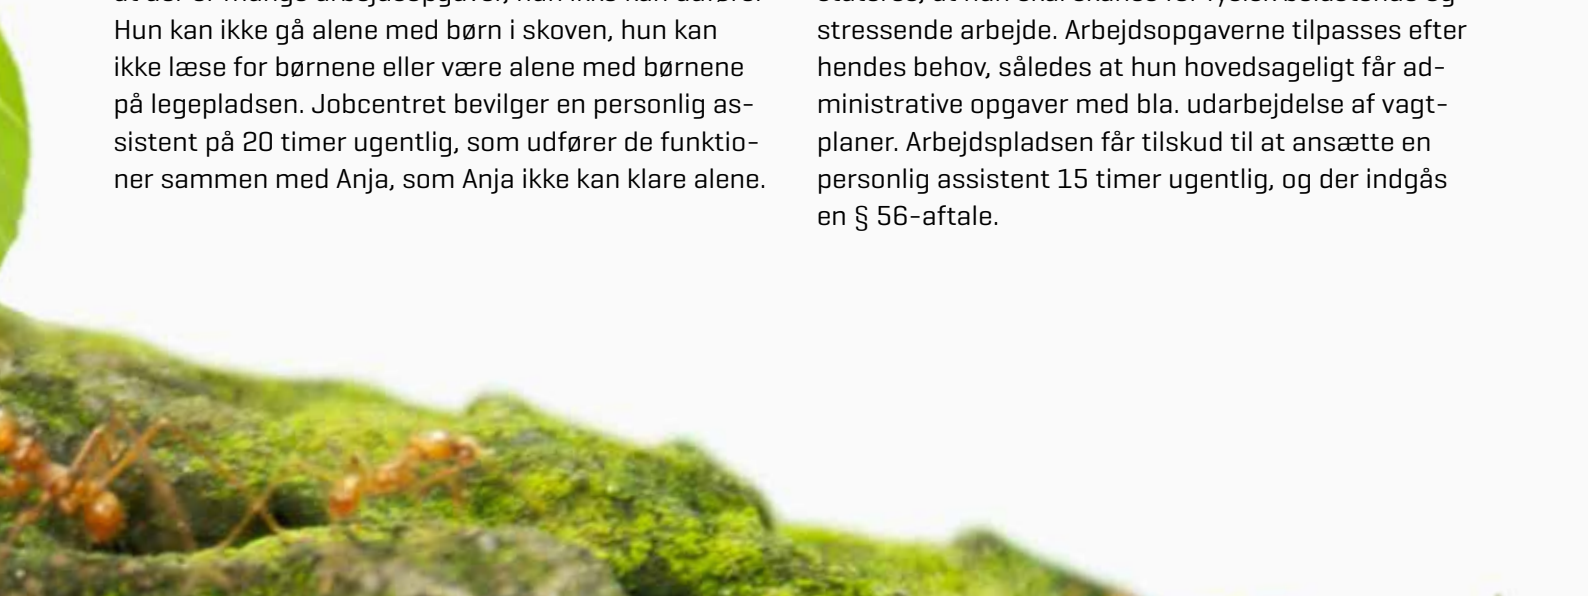 Hun kan ikke gå alene med børn i skoven, hun kan
ikke læse for børnene eller være alene med børnene
på legepladsen. Jobcentret bevilger en personlig as-
sistent på 20 timer ugentlig, som udfører de funktio-
ner sammen med Anja, som Anja ikke kan klare alene.
stressende arbejde. Arbejdsopgaverne tilpasses efter
hendes behov, således at hun hovedsageligt får ad-
ministrative opgaver med bla. udarbejdelse af vagt-
planer. Arbejdspladsen får tilskud til at ansætte en
personlig assistent 15 timer ugentlig, og der indgås
en § 56-aftale.